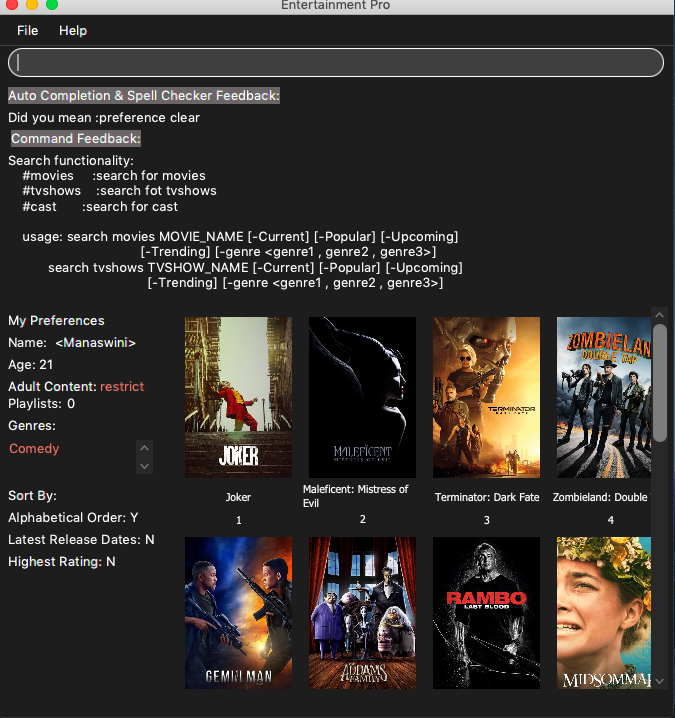 Entertainment Pro
File Help
Auto Completion & Spell Checker Feedback:
Did you mean :preference clear
Command Feedback:
Search functionality:
#movies :search for movies
#tvshows :search fot tvshows
#cast :search for cast
usage: search movies MOVIE_NAME [-Current] [-Popular] [-Upcoming]
[-Trending] [-genre <genre1 , genre2 , genre3>]
search tvshows TVSHOW_NAME [-Current] [-Popular] [-Upcoming]
[-Trending] [-genre <genre1 , genre2 , genre3>]
My Preferences
Name: <Manaswini>
Age: 21
Adult Content: restrict
Playlists: 0
Genres:
Comedy
Sort By:
Alphabetical Order: Y
Latest Release Dates: N
Highest Rating: N
JOKER
MALEFICENT
MISTRESS OF EVIL
TERMINATOR
DARK FATE
ZOMBIELAN
DOUBLE TAP
Joker
Maleficent: Mistress of
Evil
Terminator: Dark Fate
Zombieland: Double
1
2
3
4
GEMINI MAN
THE
ADDAMS
FAMILY
RAMBO
LAST BLOOD
MIDSOMMAR